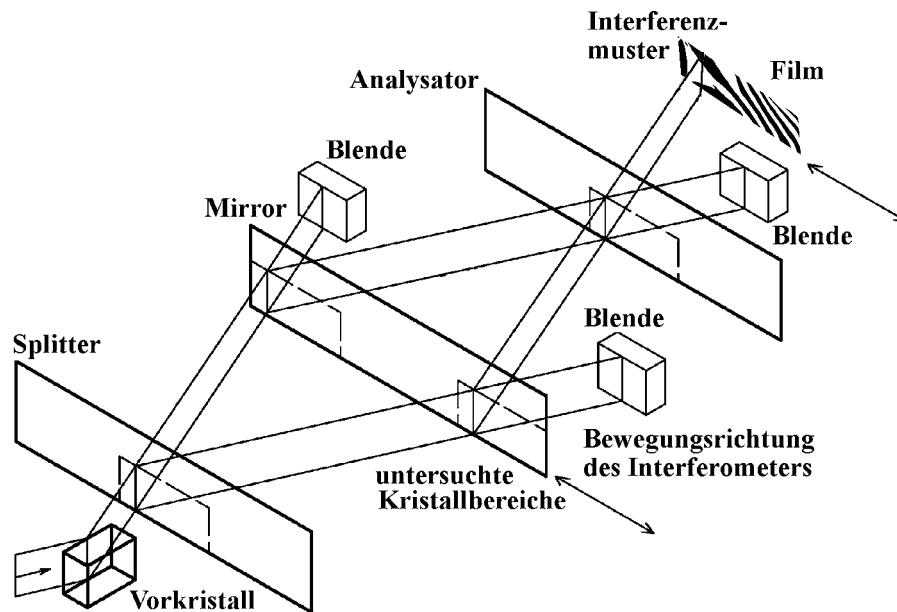 Interferenz-
muster
Film
Analysator
Blende
Mirror
Blende
Blende
Splitter
Bewegungsrichtung
des Interferometers
untersuchte
Kristallbereiche
Vorkristall